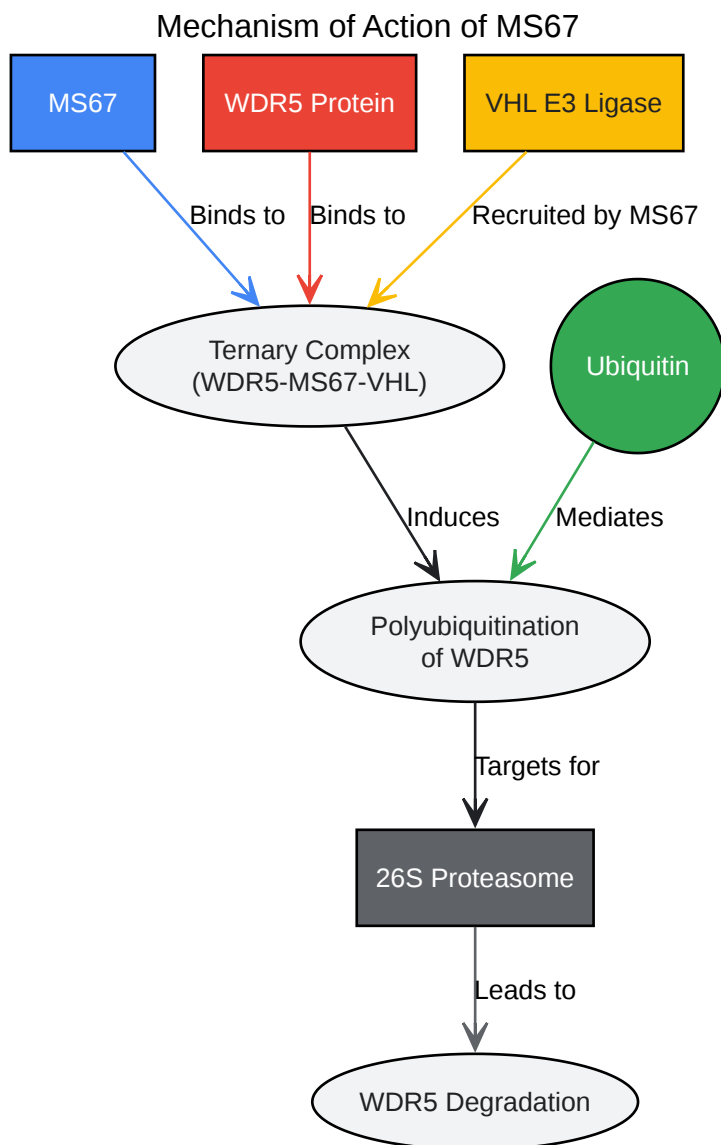 Mechanism of Action of MS67
MS67
WDR5 Protein
VHL E3 Ligase
Binds to
Binds to
Recruited by MS67
Ternary Complex
(WDR5-MS67-VHL)
Ubiquitin
Induces
Mediates
Polyubiquitination
of WDR5
Targets for
26S Proteasome
Leads to
WDR5 Degradation